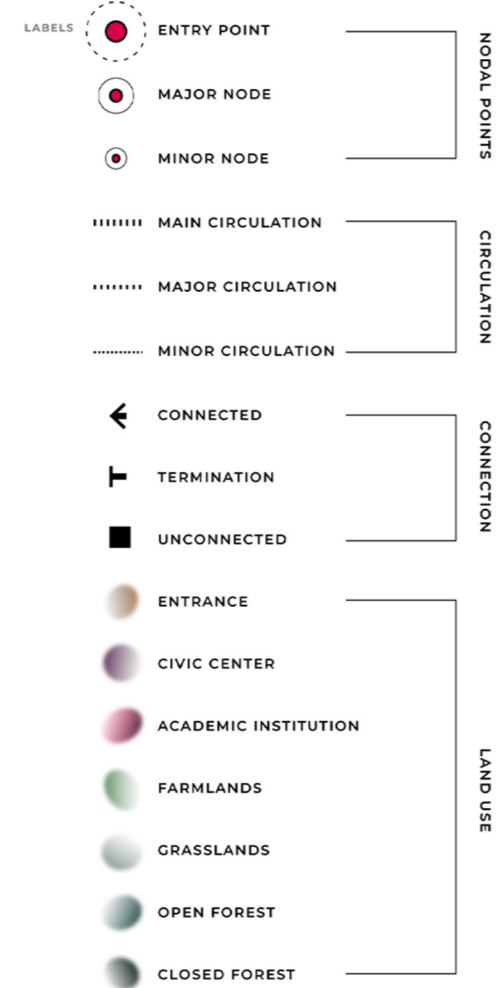 LABELS
ENTRY POINT
MAJOR NODE
MINOR NODE
NODAL POINTS
MAIN CIRCULATION
MAJOR CIRCULATION
MINOR CIRCULATION
CIRCULATION
CONNECTED
TERMINATION
UNCONNECTED
CONNECTION
ENTRANCE
CIVIC CENTER
ACADEMIC INSTITUTION
FARMLANDS
GRASSLANDS
OPEN FOREST
CLOSED FOREST
LAND USE